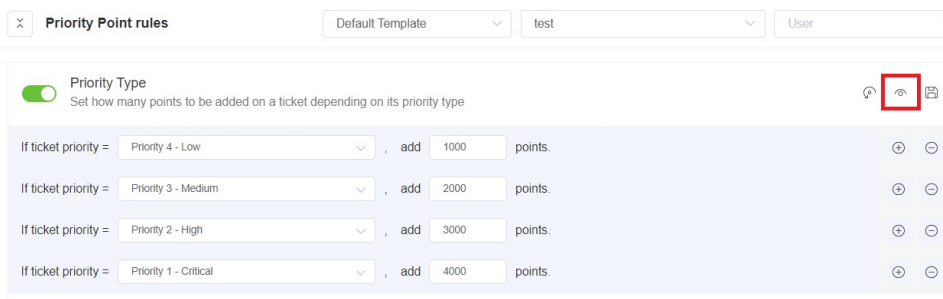 Priority Point rules Default Template test User
Priority Type
Set how many points to be added on a ticket depending on its priority type
If ticket priority = Priority 4 - Low , add 1000 points.
If ticket priority = Priority 3 - Medium , add 2000 points.
If ticket priority = Priority 2 - High , add 3000 points.
If ticket priority = Priority 1 - Critical , add 4000 points.